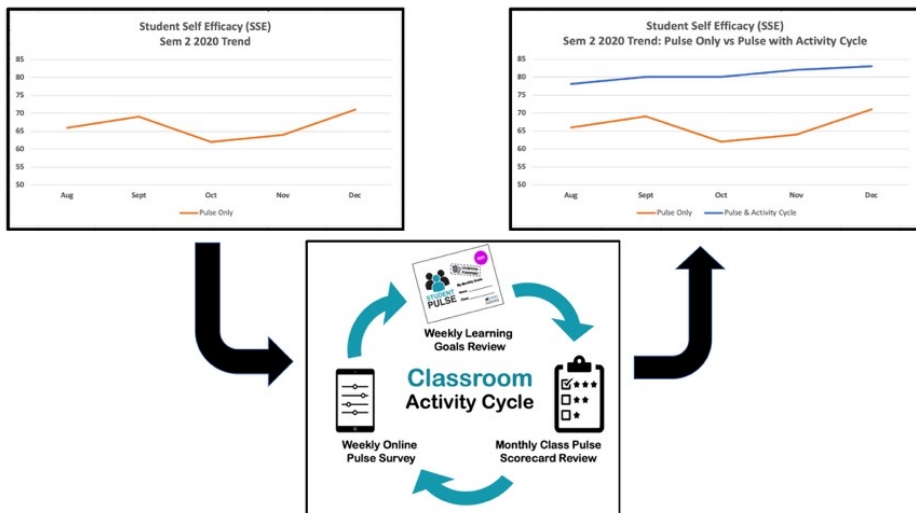 Student Self Efficacy (SSE)
Sem 2 2020 Trend
85
80
75
70
65
60
55
50
Aug
Sept
Oct
Nov
Dec
Pulse Only
Student Self Efficacy (SSE)
Sem 2 2020 Trend: Pulse Only vs Pulse with Activity Cycle
85
80
75
70
65
60
55
50
Aug
Sept
Oct
Nov
Dec
Pulse Only
Pulse & Activity Cycle
STUDENT
PULSE
My Monthly Goals
Weekly Learning
Goals Review
Classroom
Activity Cycle
Weekly Online
Pulse Survey
Monthly Class Pulse
Scorecard Review